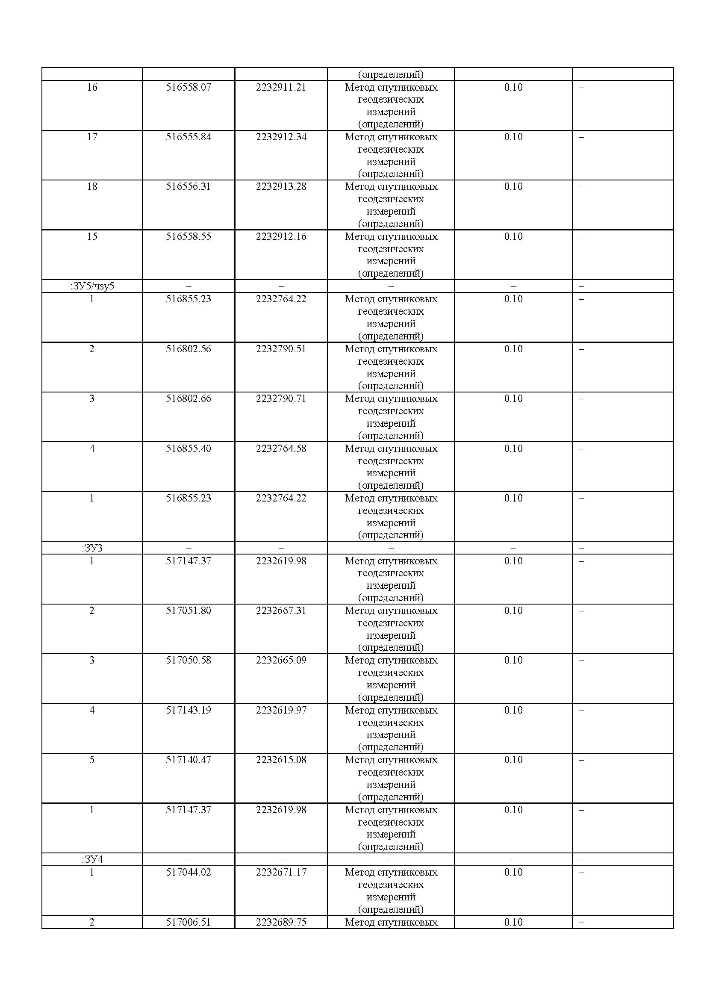 (определений)
16 516558.07 2232911.21 Метод спутниковых 0.10 –
геодезических
измерений
(определений)
17 516555.84 2232912.34 Метод спутниковых 0.10 –
геодезических
измерений
(определений)
18 516556.31 2232913.28 Метод спутниковых 0.10 –
геодезических
измерений
(определений)
15 516558.55 2232912.16 Метод спутниковых 0.10 –
геодезических
измерений
(определений)
:ЗУ5/чзу5 – – – – –
1 516855.23 2232764.22 Метод спутниковых 0.10 –
геодезических
измерений
(определений)
2 516802.56 2232790.51 Метод спутниковых 0.10 –
геодезических
измерений
(определений)
3 516802.66 2232790.71 Метод спутниковых 0.10 –
геодезических
измерений
(определений)
4 516855.40 2232764.58 Метод спутниковых 0.10 –
геодезических
измерений
(определений)
1 516855.23 2232764.22 Метод спутниковых 0.10 –
геодезических
измерений
(определений)
:ЗУ3 – – – – –
1 517147.37 2232619.98 Метод спутниковых 0.10 –
геодезических
измерений
(определений)
2 517051.80 2232667.31 Метод спутниковых 0.10 –
геодезических
измерений
(определений)
3 517050.58 2232665.09 Метод спутниковых 0.10 –
геодезических
измерений
(определений)
4 517143.19 2232619.97 Метод спутниковых 0.10 –
геодезических
измерений
(определений)
5 517140.47 2232615.08 Метод спутниковых 0.10 –
геодезических
измерений
(определений)
1 517147.37 2232619.98 Метод спутниковых 0.10 –
геодезических
измерений
(определений)
:ЗУ4 – – – – –
1 517044.02 2232671.17 Метод спутниковых 0.10 –
геодезических
измерений
(определений)
2 517006.51 2232689.75 Метод спутниковых 0.10 –